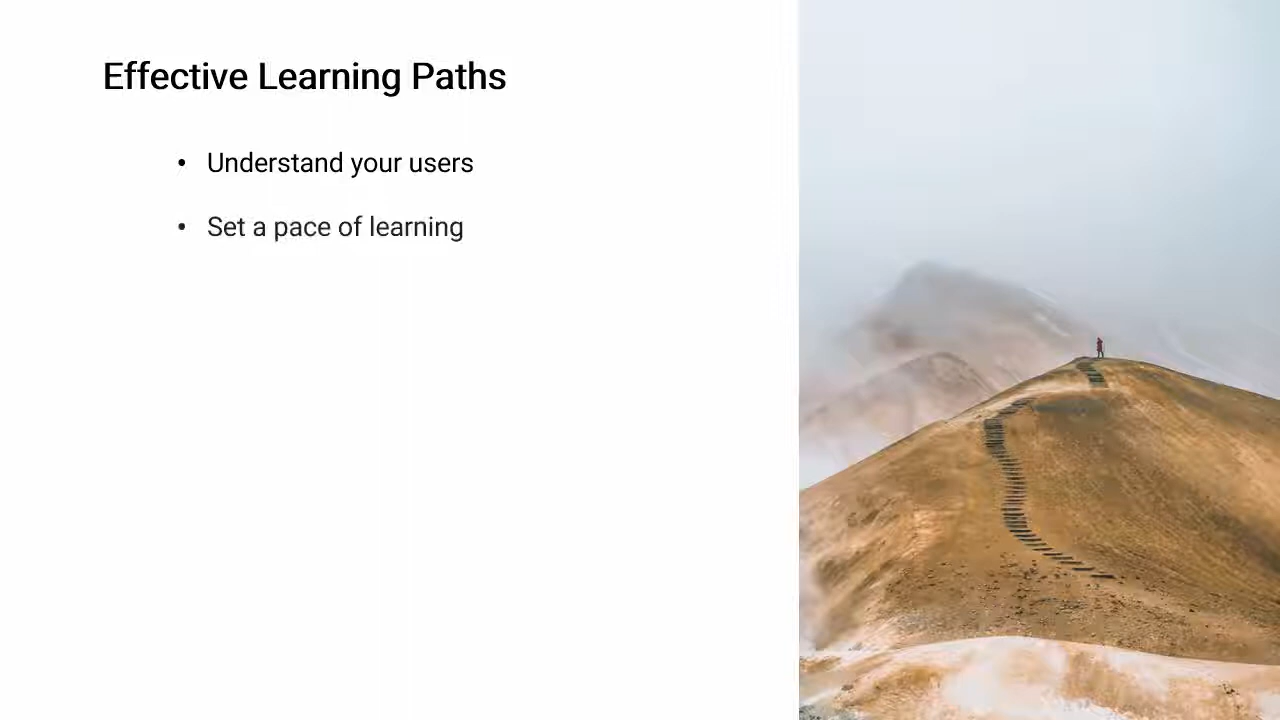 Effective Learning Paths
• Understand your users
• Set a pace of learning